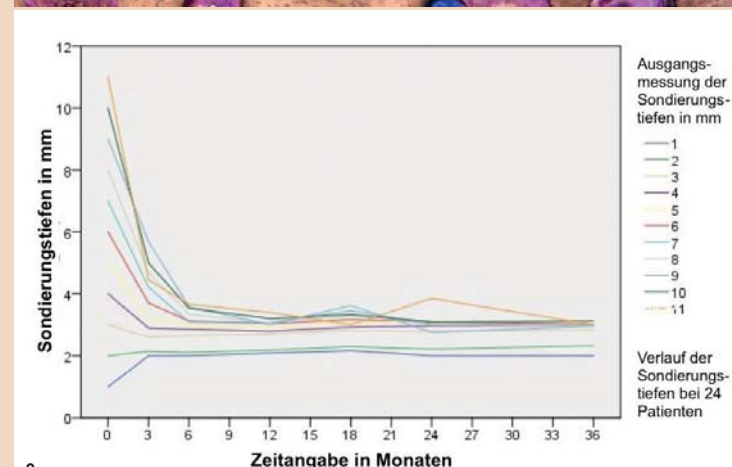 12
10
8
6
4
2
0
Sondierungstiefen in mm
0 3 6 9 12 15 18 21 24 27 30 33 36
Zeitangabe in Monaten
Ausgangs-
messung der
Sondierungs-
tiefen in mm
1
2
3
4
5
6
7
8
9
10
11
Verlauf der
Sondierungs-
tiefen bei 24
Patienten